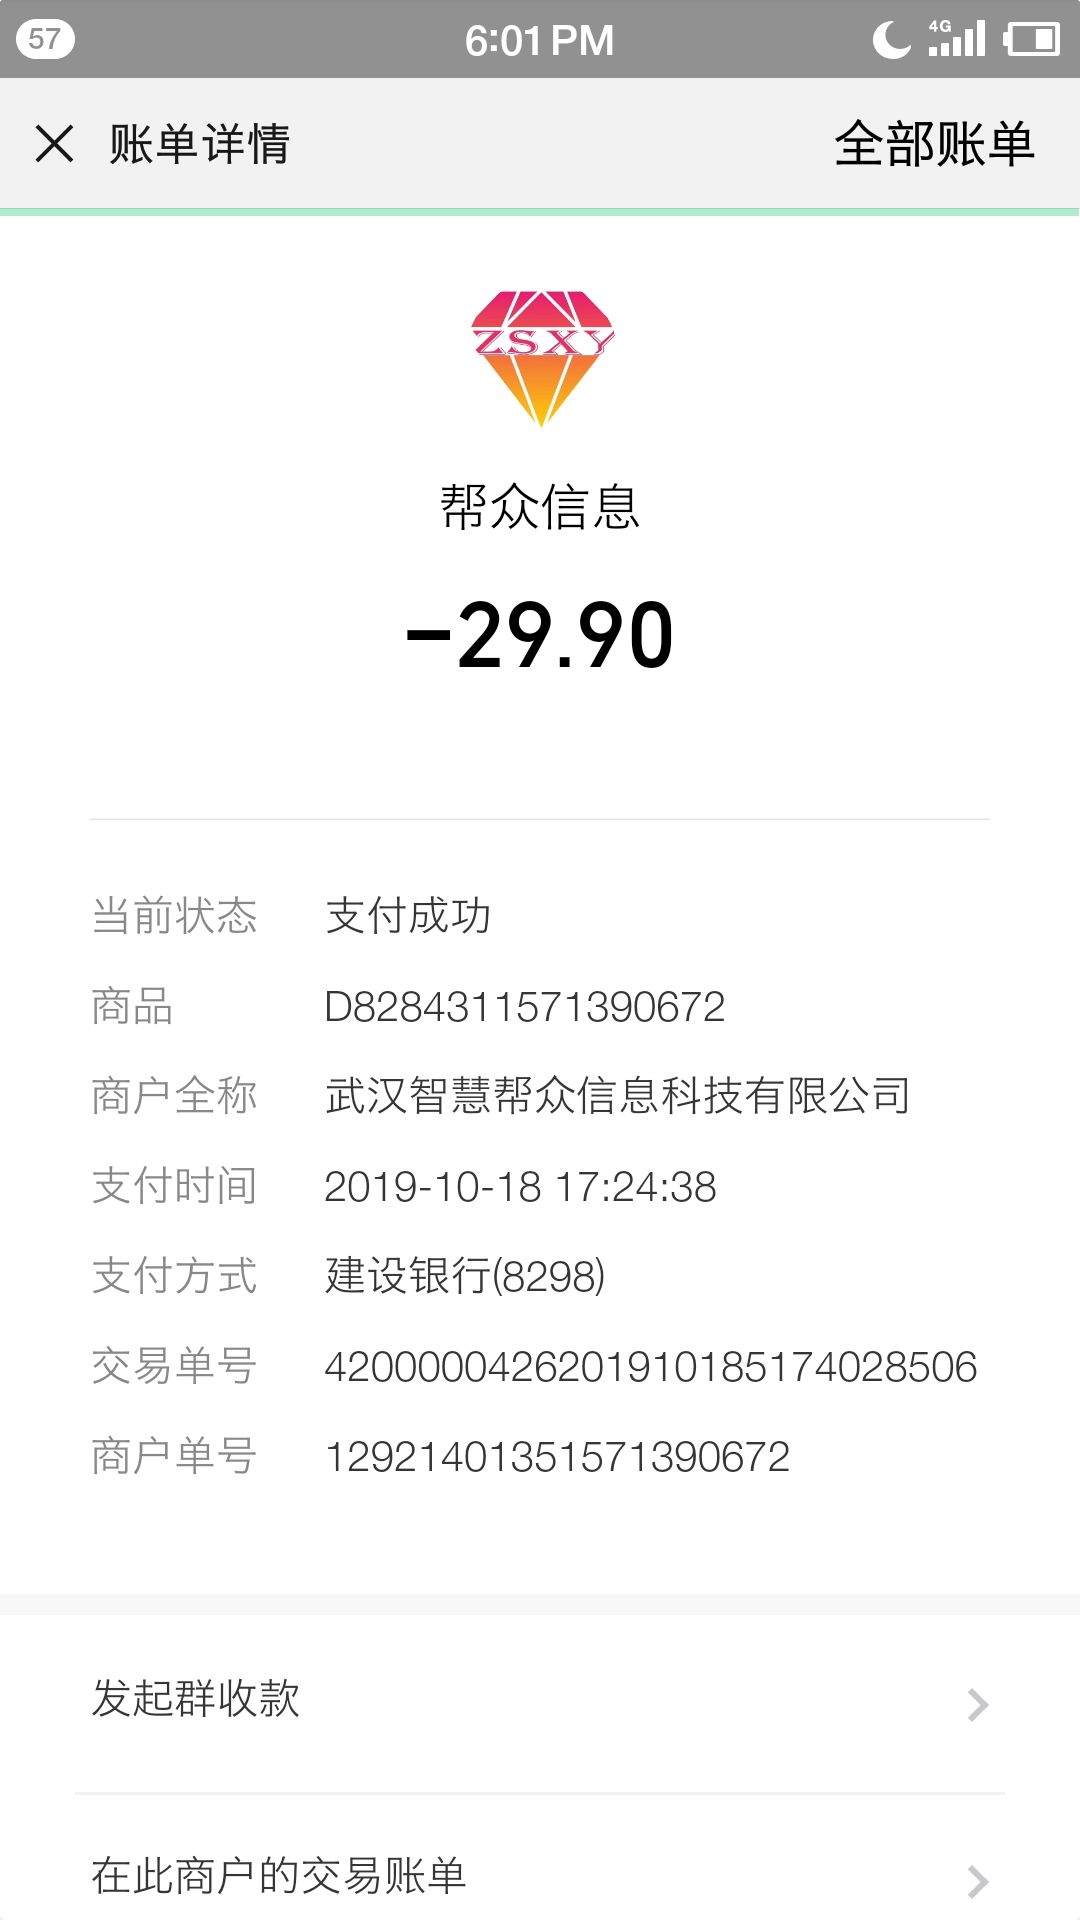 57
6:01 PM
4G
账单详情
全部账单
ZSXY
帮众信息
-29.90
当前状态 支付成功
商品 D8284311571390672
商户全称 武汉智慧帮众信息科技有限公司
支付时间 2019-10-18 17:24:38
支付方式 建设银行(8298)
交易单号 4200000426201910185174028506
商户单号 12921401351571390672
发起群收款
在此商户的交易账单